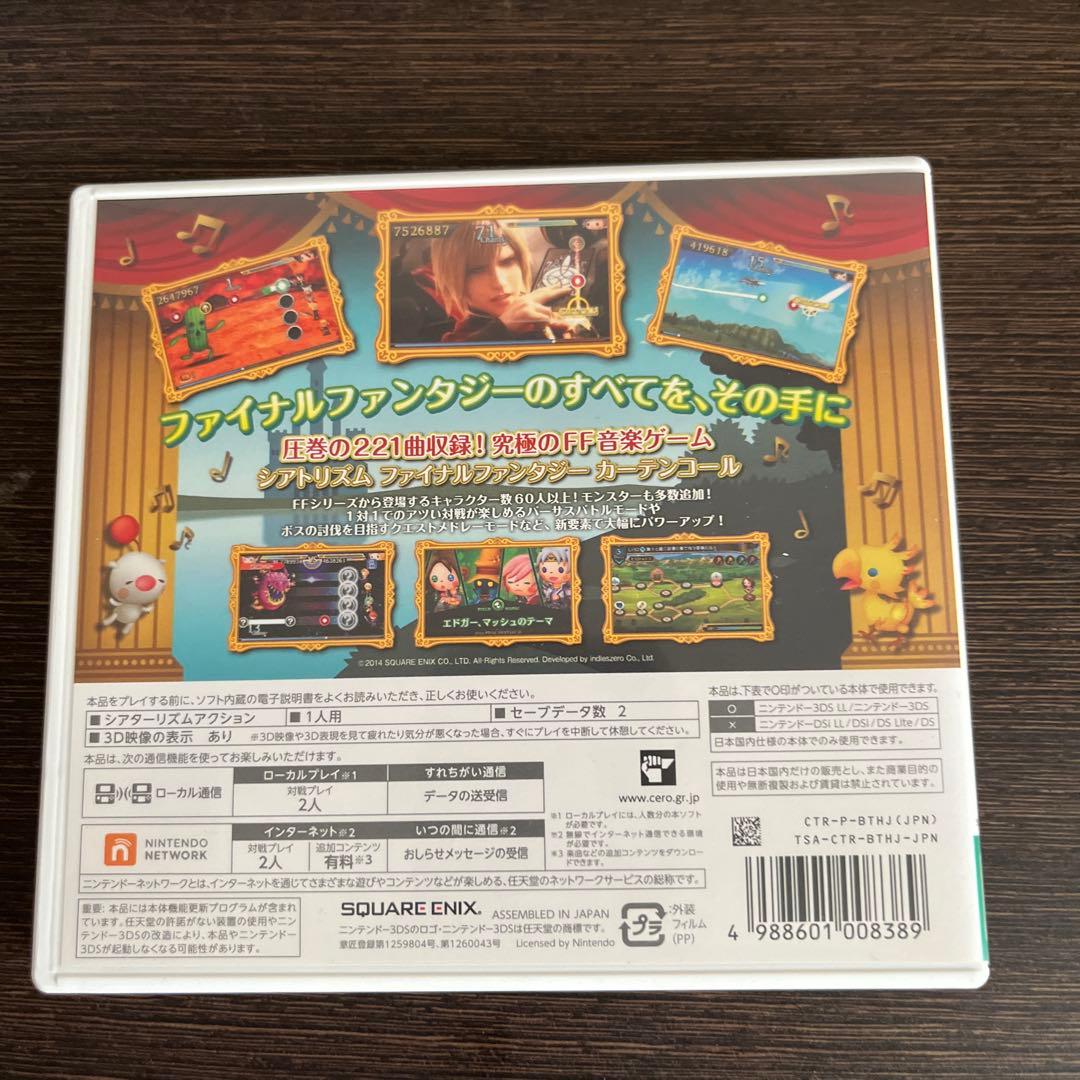 7526887
71
Chains
2647967
419618
15
ファイナルファンタジーのすべてを、その手に
圧巻の221曲収録！究極のFF音楽ゲーム
シアトリズム ファイナルファンタジー カーテンコール
FFシリーズから登場するキャラクター数60人以上！モンスターも多数追加！
1対1でのアツい対戦が楽しめるバーサスバトルモードや
ボスの討伐を目指すクエストメドレーモードなど、新要素で大幅にパワーアップ！
エドガー、マッシュのテーマ
©2014 SQUARE ENIX CO., LTD. All Rights Reserved. Developed by indieszero Co., Ltd.
本品をプレイする前に、ソフト内蔵の電子説明書をよくお読みいただき、正しくお使いください。
■シアターリズムアクション
■1人用
■セーブデータ数 2
■3D映像の表示 あり ※3D映像や3D表現を見て疲れたり気分が悪くなった場合、すぐにプレイを中断して休憩してください。
本品は、下表で○印がついている本体で使用できます。
○ ニンテンドー3DS LL/ニンテンドー3DS
× ニンテンドーDSi LL/DSi/DS Lite/DS
日本国内仕様の本体でのみ使用できます。
本品は、次の通信機能を使ってお楽しみいただけます。
ローカル通信
ローカルプレイ※1
対戦プレイ
2人
すれちがい通信
データの送受信
NINTENDO
NETWORK
インターネット※2
対戦プレイ
2人
追加コンテンツ
有料※3
いつの間に通信※2
おしらせメッセージの受信
www.cero.gr.jp
※1 ローカルプレイには、人数分の本ソフト
が必要です。
※2 無線でインターネット通信できる環境
が必要です。
※3 楽曲などの追加コンテンツをダウンロー
ドできます。
本品は日本国内だけの販売とし、また商業目的の
使用や無断複製および賃貸は禁止されています。
CTR-P-BTHJ(JPN)
TSA-CTR-BTHJ-JPN
ニンテンドーネットワークとは、インターネットを通じてさまざまな遊びやコンテンツなどが楽しめる、任天堂のネットワークサービスの総称です。
重要：本品には本体機能更新プログラムが含まれ
ています。任天堂の許諾がない装置の使用やニン
テンドー3DSの改造により、本品やニンテンドー
3DSが起動しなくなる可能性があります。
SQUARE ENIX.
ASSEMBLED IN JAPAN
ニンテンドー3DSのロゴ・ニンテンドー3DSは任天堂の商標です。
意匠登録第1259804号、第1260043号
Licensed by Nintendo
プラ
:外装
フィルム
(PP)
4 988601 008389